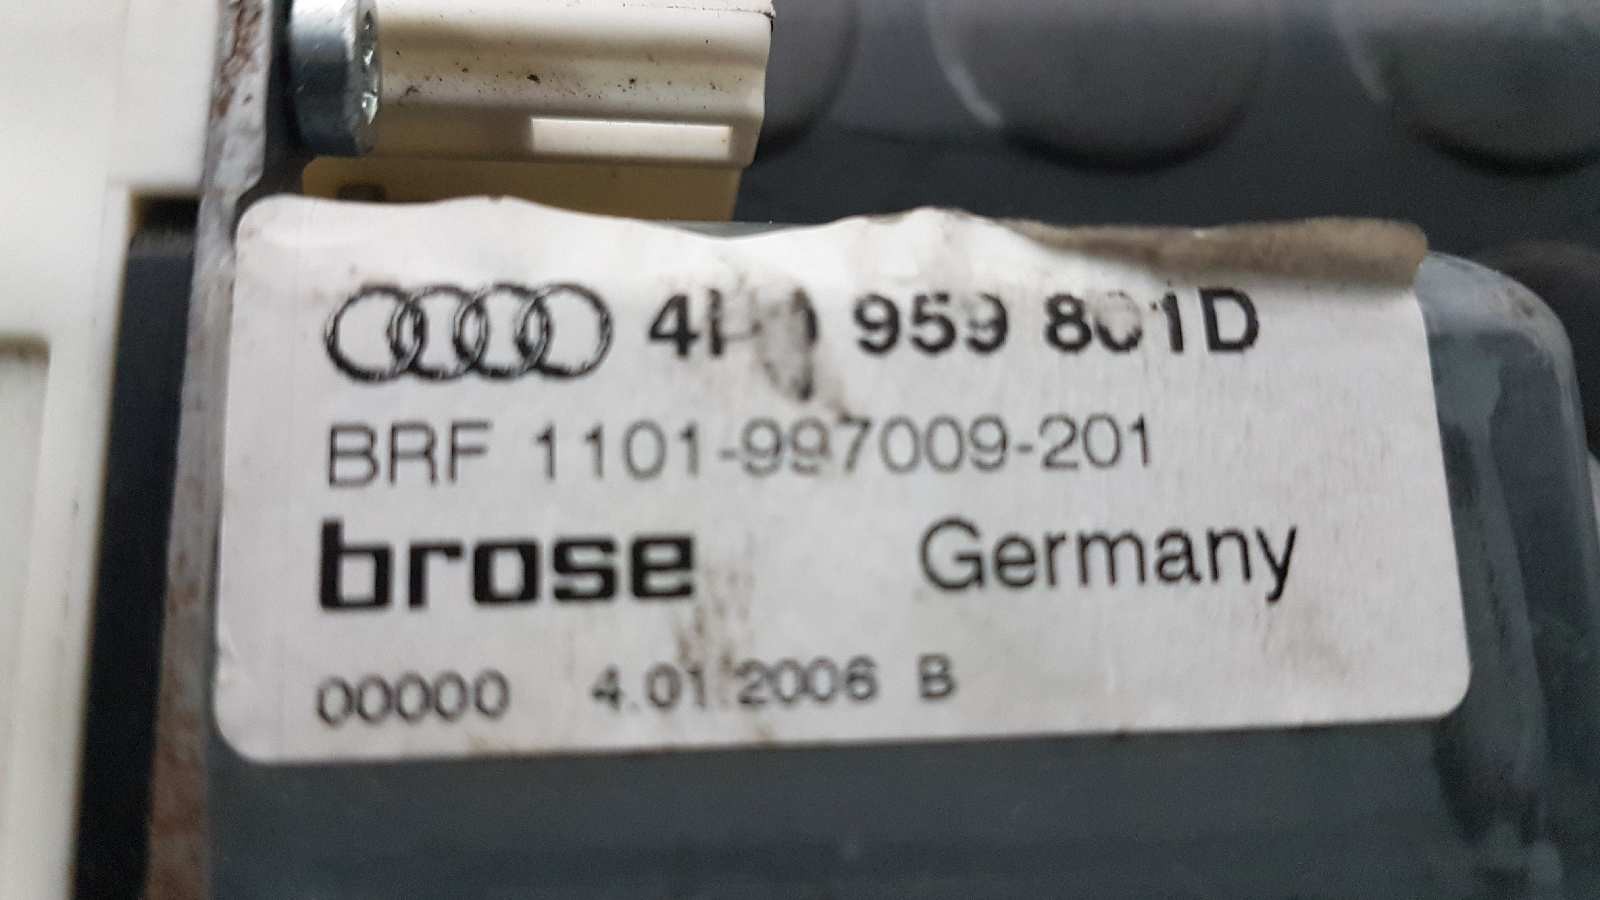 959 801D
BRF 1101-997009-201
brose Germany
00000 4.01.2006 B